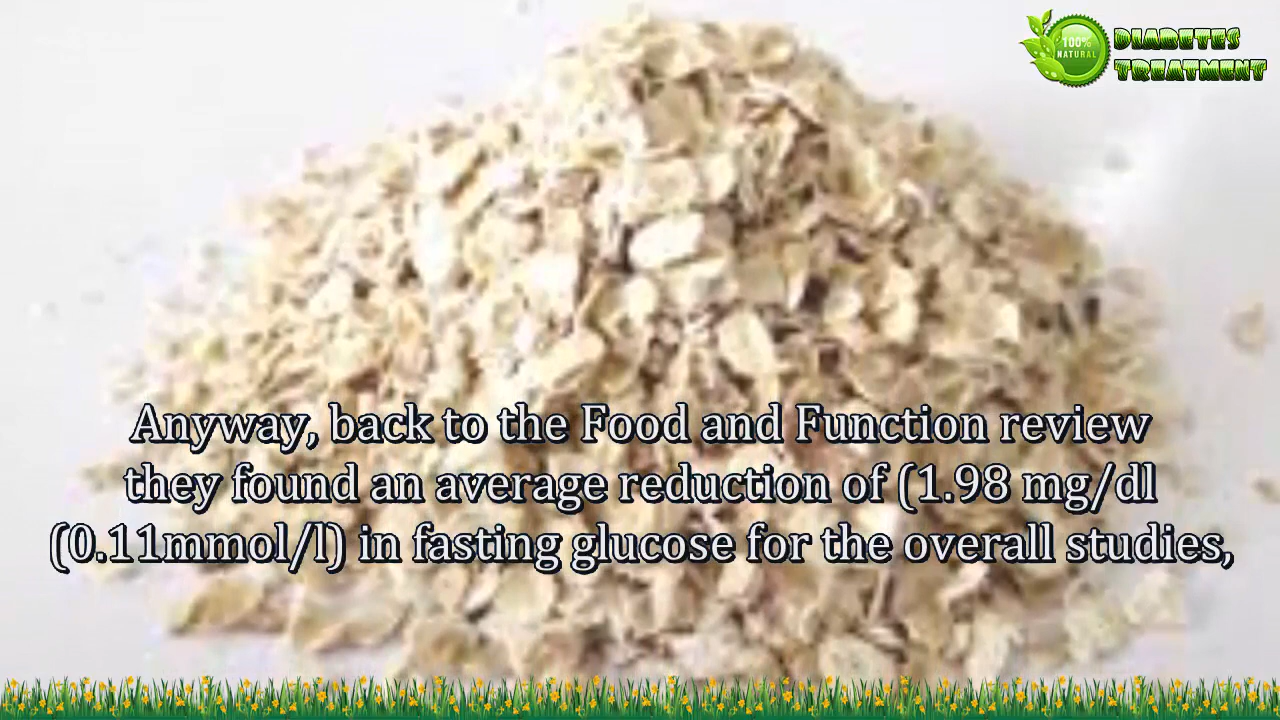 100%
NATURAL
DIABETES
TREATMENT
Anyway, back to the Food and Function review
they found an average reduction of (1.98 mg/dl
(0.11mmol/l) in fasting glucose for the overall studies,